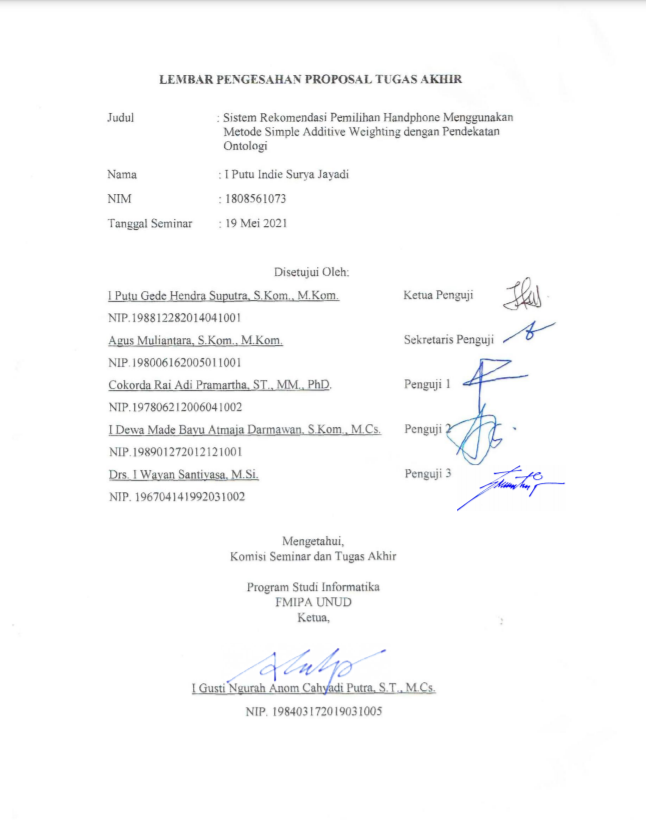 LEMBAR PENGESAHAN PROPOSAL TUGAS AKHIR
Judul : Sistem Rekomendasi Pemilihan Handphone Menggunakan
Metode Simple Additive Weighting dengan Pendekatan
Ontologi
Nama : I Putu Indie Surya Jayadi
NIM : 1808561073
Tanggal Seminar : 19 Mei 2021
Disetujui Oleh:
I Putu Gede Hendra Suputra, S.Kom., M.Kom. Ketua Penguji
NIP.198812282014041001
Agus Muliantara, S.Kom., M.Kom. Sekretaris Penguji
NIP.198006162005011001
Cokorda Rai Adi Pramartha, ST., MM., PhD. Penguji 1
NIP.197806212006041002
I Dewa Made Bayu Atmaja Darmawan, S.Kom., M.Cs. Penguji 2
NIP.198901272012121001
Drs. I Wayan Santiyasa, M.Si. Penguji 3
NIP. 196704141992031002
Mengetahui,
Komisi Seminar dan Tugas Akhir
Program Studi Informatika
FMIPA UNUD
Ketua,
I Gusti Ngurah Anom Cahyadi Putra, S.T., M.Cs.
NIP. 198403172019031005